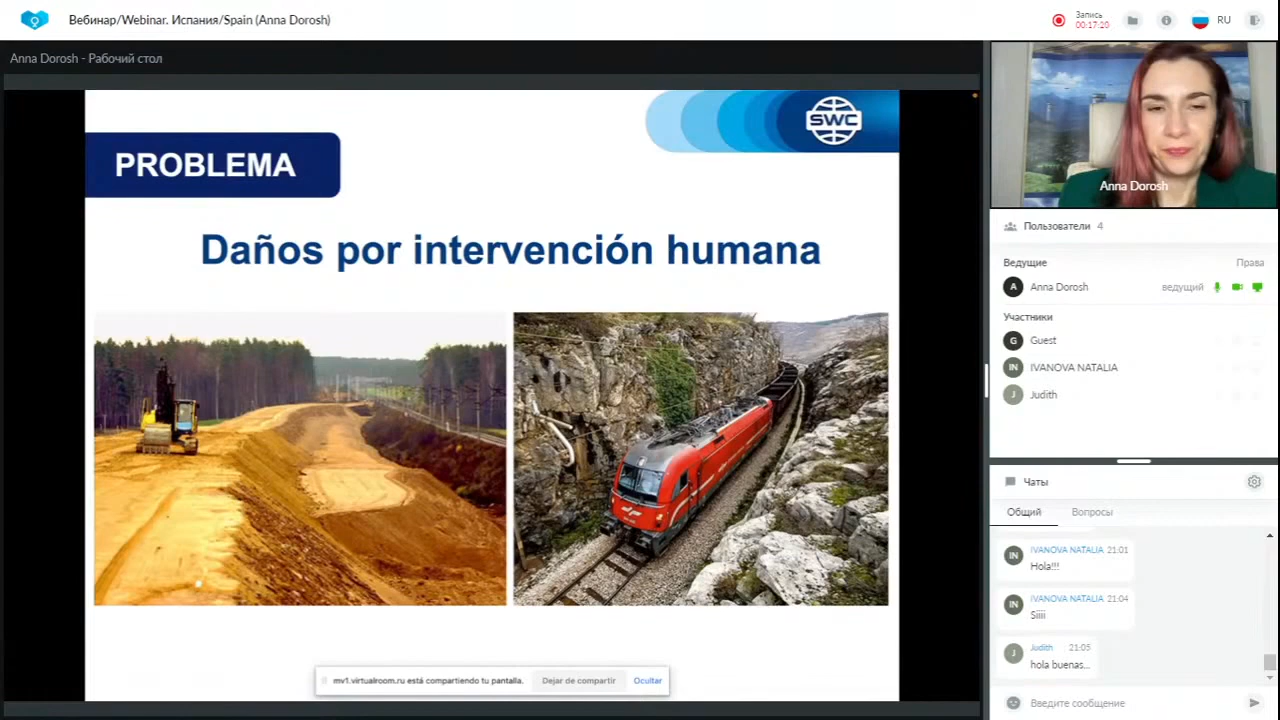 Вебинар/Webinar. Испания/Spain (Anna Dorosh)
Запись
00:17:20
RU
Anna Dorosh - Рабочий стол
SWC
PROBLEMA
Daños por intervención humana
mv1.virtualroom.ru está compartiendo tu pantalla.
Dejar de compartir
Ocultar
Anna Dorosh
Пользователи 4
Ведущие
Права
A
Anna Dorosh
ведущий
Участники
G
Guest
IN
IVANOVA NATALIA
J
Judith
Чаты
Общий
Вопросы
IN
IVANOVA NATALIA 21:01
Hola!!!
IN
IVANOVA NATALIA 21:04
Siiii
J
Judith 21:05
hola buenas...
Введите сообщение